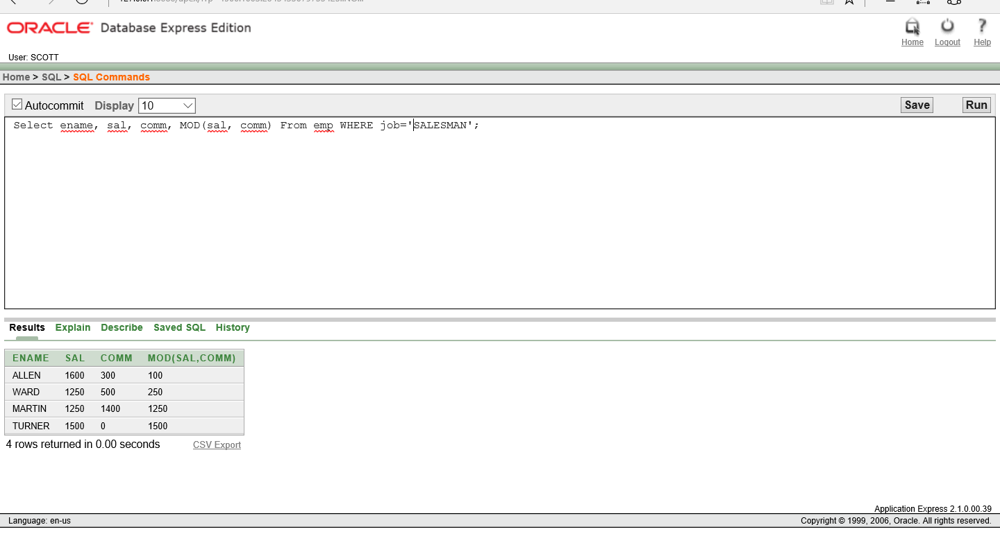 ORACLE® Database Express Edition
Home Logout Help
User: SCOTT
Home > SQL > SQL Commands
Autocommit Display 10 Save Run
Select ename, sal, comm, MOD(sal, comm) From emp WHERE job='SALESMAN';
Results Explain Describe Saved SQL History
ENAME SAL COMM MOD(SAL,COMM)
ALLEN 1600 300 100
WARD 1250 500 250
MARTIN 1250 1400 1250
TURNER 1500 0 1500
4 rows returned in 0.00 seconds CSV Export
Application Express 2.1.0.00.39
Language: en-us Copyright © 1999, 2006, Oracle. All rights reserved.